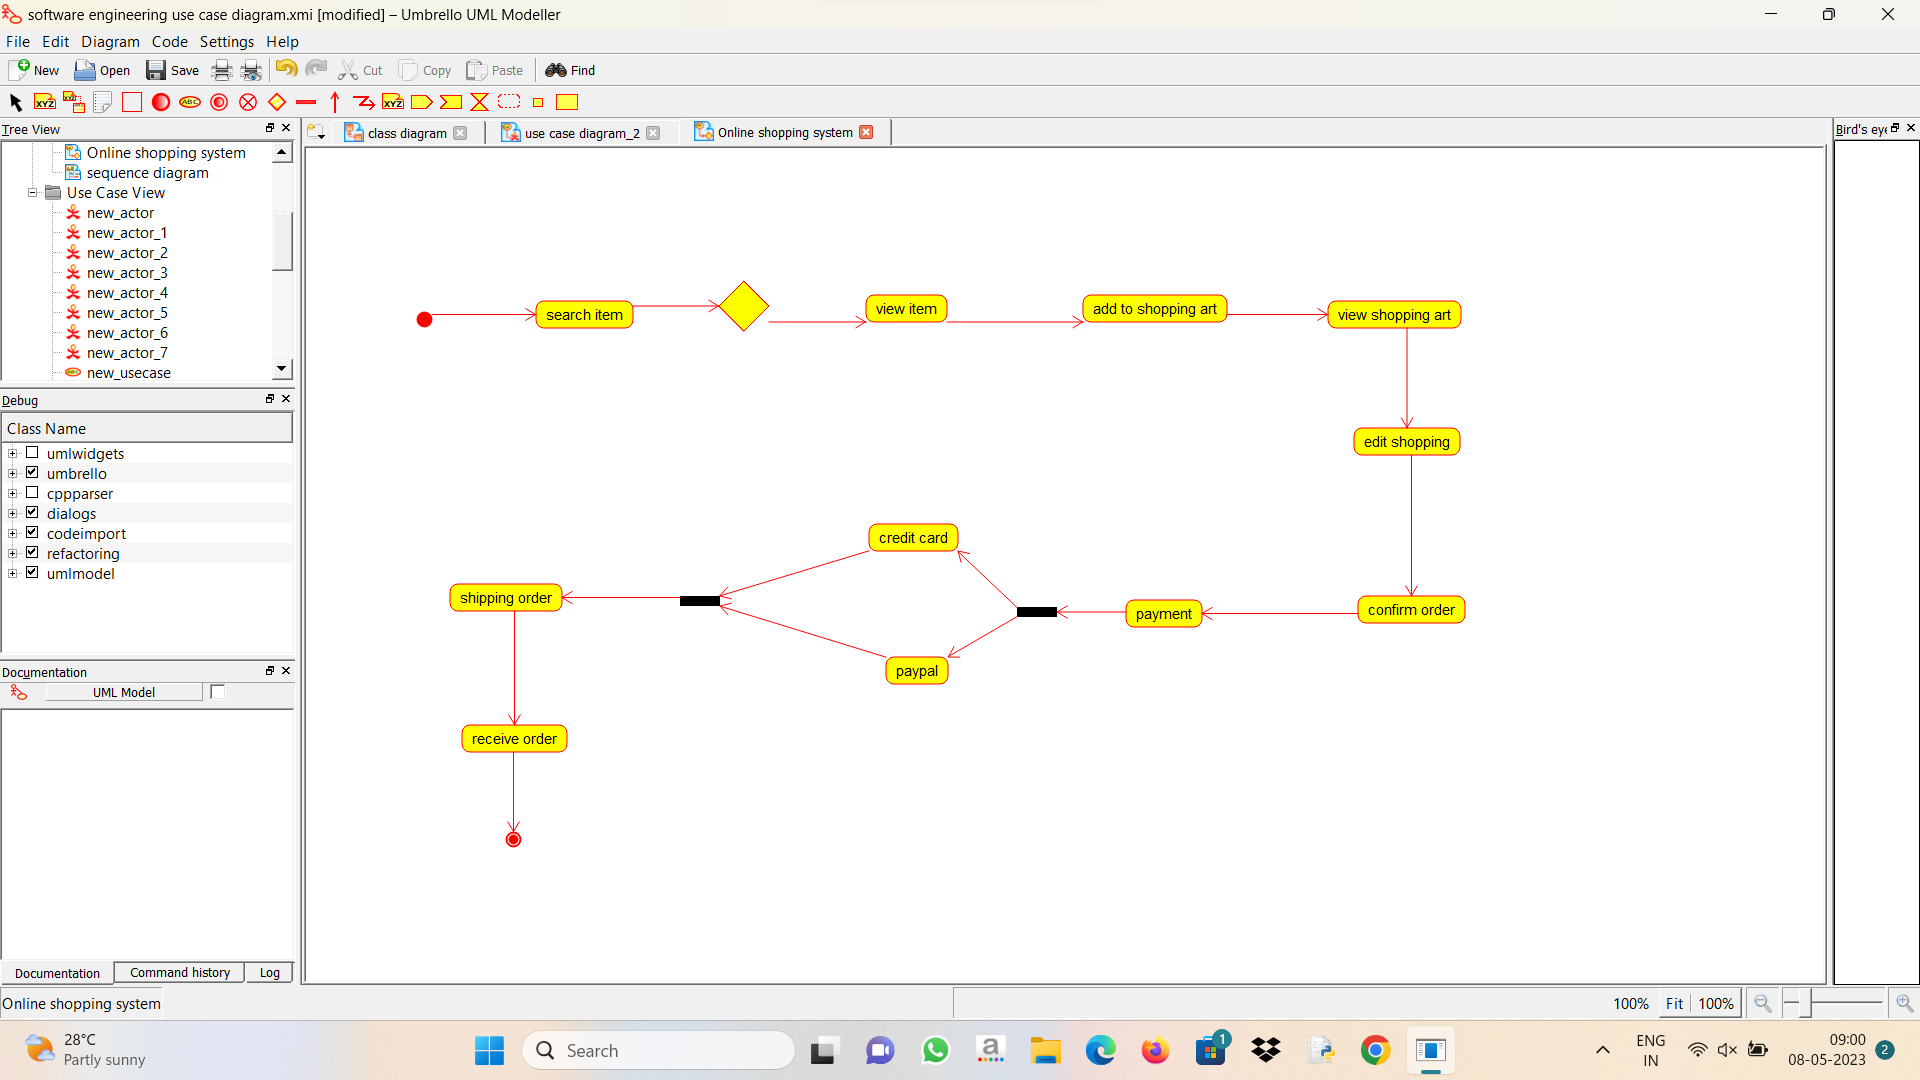 software engineering use case diagram.xmi [modified] – Umbrello UML Modeller
File Edit Diagram Code Settings Help
New Open Save Cut Copy Paste Find
XYZ XYZ ABC XYZ
Tree View
class diagram
use case diagram_2
Online shopping system
Bird's eye
Online shopping system
sequence diagram
Use Case View
new_actor
new_actor_1
new_actor_2
new_actor_3
new_actor_4
new_actor_5
new_actor_6
new_actor_7
new_usecase
Debug
Class Name
umlwidgets
umbrello
cppparser
dialogs
codeimport
refactoring
umlmodel
Documentation
UML Model
Documentation Command history Log
search item
view item
add to shopping art
view shopping art
edit shopping
credit card
shipping order
payment
confirm order
paypal
receive order
Online shopping system
100% Fit 100%
28°C
Partly sunny
Search
1
ENG
IN
09:00
08-05-2023
2